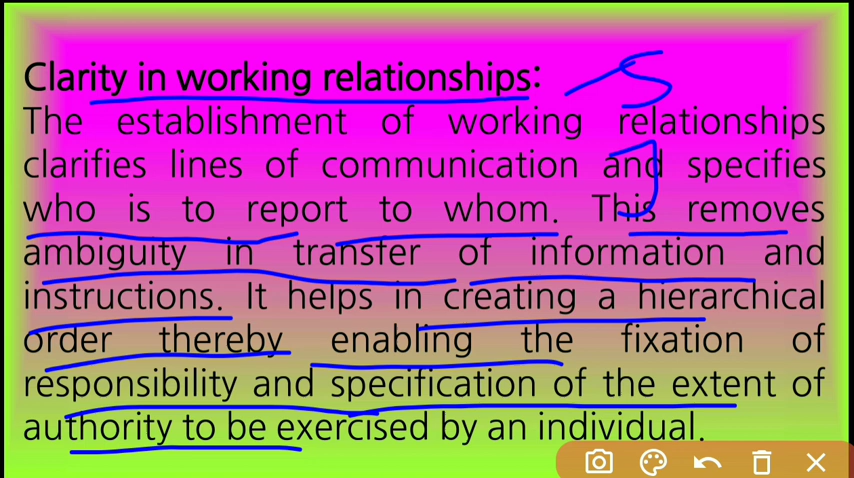 Clarity in working relationships:
The establishment of working relationships
clarifies lines of communication and specifies
who is to report to whom. This removes
ambiguity in transfer of information and
instructions. It helps in creating a hierarchical
order thereby enabling the fixation of
responsibility and specification of the extent of
authority to be exercised by an individual.